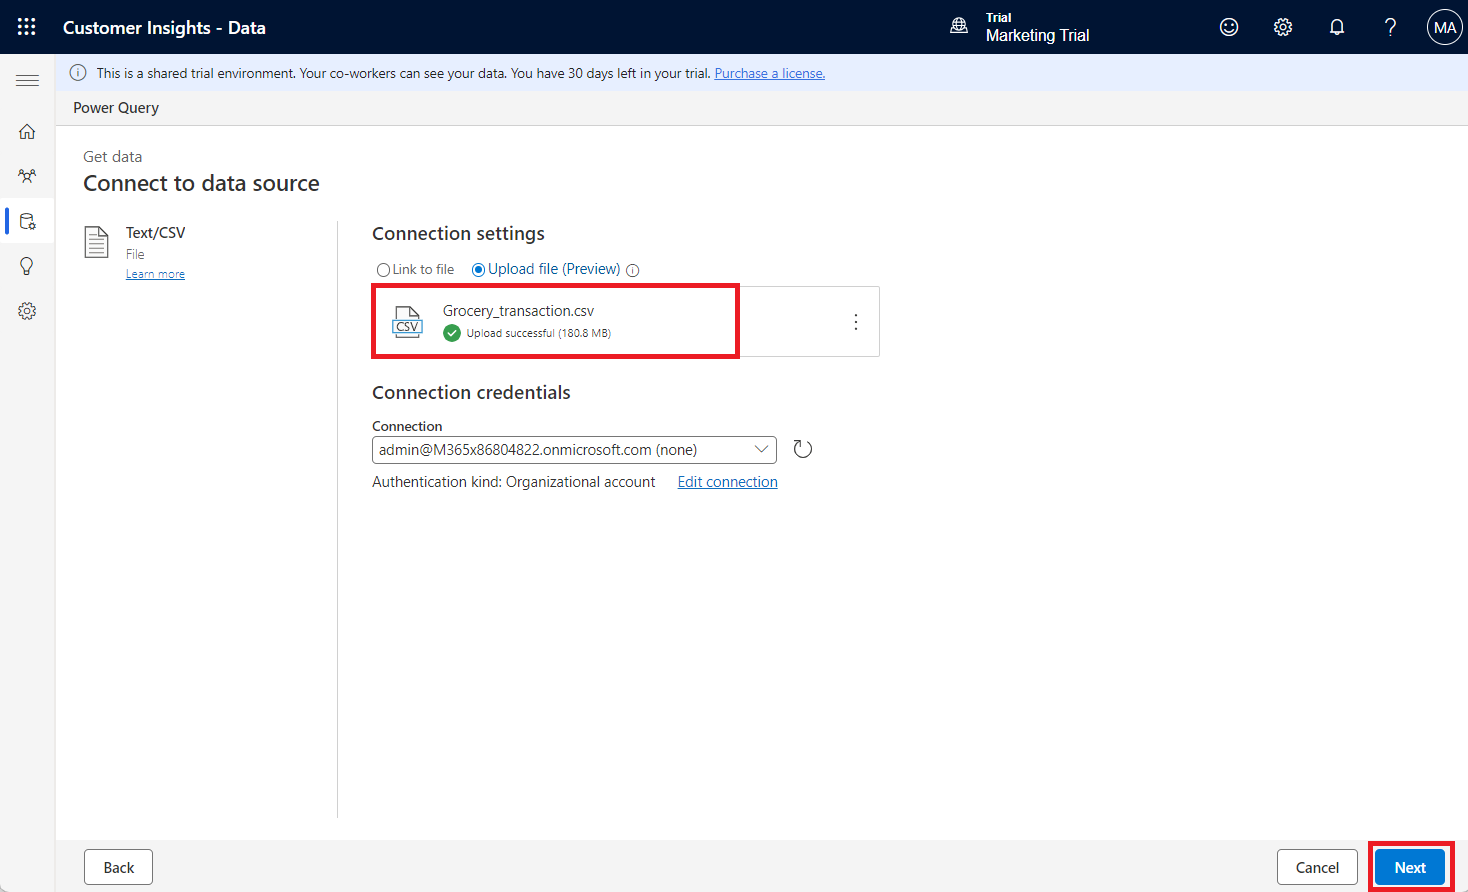 Customer Insights - Data
Trial
Marketing Trial
MA
This is a shared trial environment. Your co-workers can see your data. You have 30 days left in your trial. Purchase a license.
Power Query
Get data
Connect to data source
Text/CSV
File
Learn more
Connection settings
Link to file
Upload file (Preview)
CSV
Grocery_transaction.csv
Upload successful (180.8 MB)
Connection credentials
Connection
admin@M365x86804822.onmicrosoft.com (none)
Authentication kind: Organizational account
Edit connection
Back
Cancel
Next